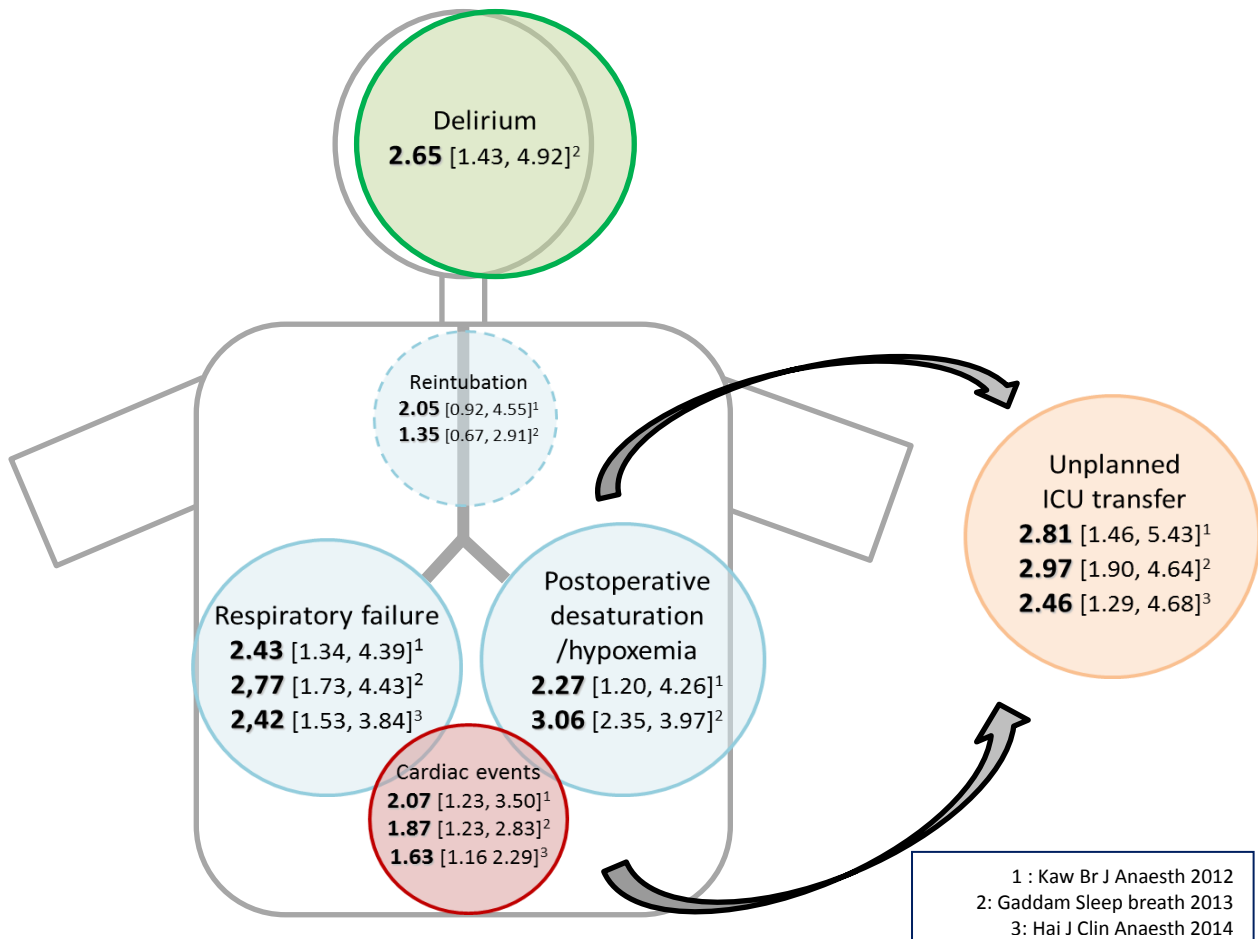 Delirium
2.65 [1.43, 4.92]²
Reintubation
2.05 [0.92, 4.55]¹
1.35 [0.67, 2.91]²
Respiratory failure
2.43 [1.34, 4.39]¹
2,77 [1.73, 4.43]²
2,42 [1.53, 3.84]³
Postoperative
desaturation
/hypoxemia
2.27 [1.20, 4.26]¹
3.06 [2.35, 3.97]²
Cardiac events
2.07 [1.23, 3.50]¹
1.87 [1.23, 2.83]²
1.63 [1.16 2.29]³
Unplanned
ICU transfer
2.81 [1.46, 5.43]¹
2.97 [1.90, 4.64]²
2.46 [1.29, 4.68]³
1 : Kaw Br J Anaesth 2012
2: Gaddam Sleep breath 2013
3: Hai J Clin Anaesth 2014